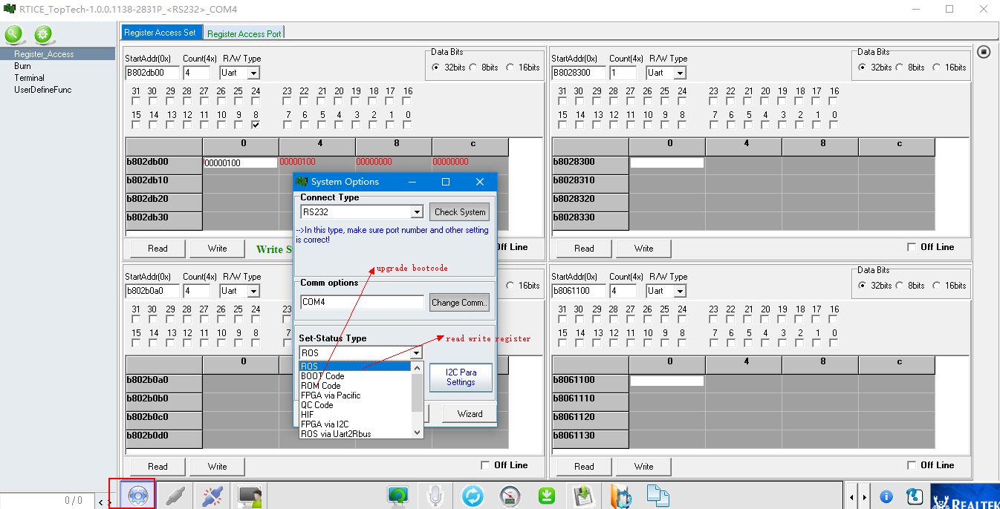 RTICE_TopTech-1.0.0.1138-2831P_<RS232>_COM4
Register_Access
Burn
Terminal
UserDefineFunc
0 / 0
Register Access Set
Register Access Port
StartAddr(0x) Count(4x) R/W Type
B802db00 4 Uart
Data Bits
32bits 8bits 16bits
31 30 29 28 27 26 25 24 23 22 21 20 19 18 17 16
15 14 13 12 11 10 9 8 7 6 5 4 3 2 1 0
0 4 8 c
b802db00 00000100 00000100 00000000 00000000
b802db10
b802db20
b802db30
Read Write Write S
ff Line
StartAddr(0x) Count(4x) R/W Type
B8028300 1 Uart
Data Bits
32bits 8bits 16bits
31 30 29 28 27 26 25 24 23 22 21 20 19 18 17 16
15 14 13 12 11 10 9 8 7 6 5 4 3 2 1 0
0 4 8 c
b8028300
b8028310
b8028320
b8028330
Read Write Off Line
System Options
Connect Type
RS232 Check System
-->In this type, make sure port number and other setting
is correct!
upgrade bootcode
Comm options
COM4 Change Comm..
Set-Status Type
read write register
ROS
ROS
BOOT Code
ROM Code
FPGA via Pacific
QC Code
HIF
FPGA via I2C
ROS via Uart2Rbus
I2C Para
Settings
Wizard
StartAddr(0x) Count(4x) R/W Type
b802b0a0 4 Uart
16bits
31 30 29 28 27 26 25 24 23
15 14 13 12 11 10 9 8 7
0
b802b0a0
b802b0b0
b802b0c0
b802b0d0
Read Write Off Line
StartAddr(0x) Count(4x) R/W Type
b8061100 4 Uart
Data Bits
32bits 8bits 16bits
31 30 29 28 27 26 25 24 23 22 21 20 19 18 17 16
15 14 13 12 11 10 9 8 7 6 5 4 3 2 1 0
0 4 8 c
b8061100
b8061110
b8061120
b8061130
Read Write Off Line
REALTEK